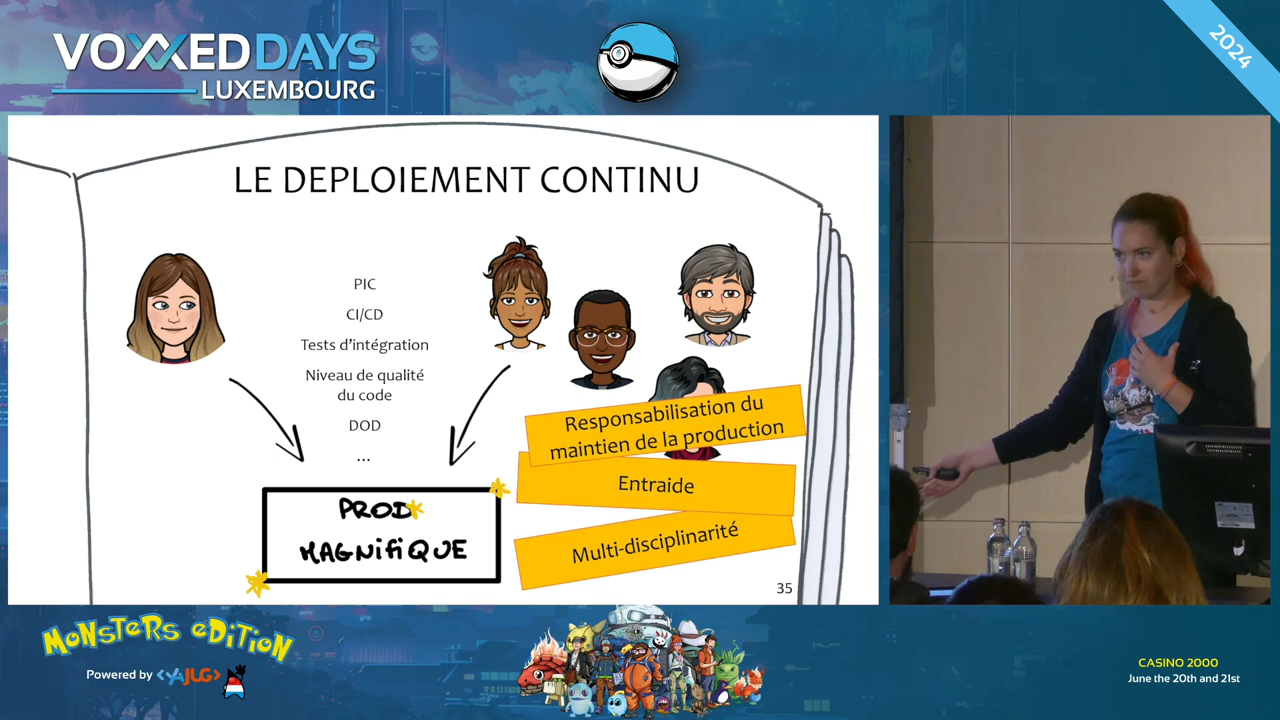 VOXXEDDAYS
LUXEMBOURG
2024
LE DEPLOIEMENT CONTINU
PIC
CI/CD
Tests d'intégration
Niveau de qualité
du code
DOD
...
PROD
MAGNIFIQUE
Responsabilisation du
maintien de la production
Entraide
Multi-disciplinarité
35
MONSTERS EDITION
Powered by <YAJUG>
CASINO 2000
June the 20th and 21st